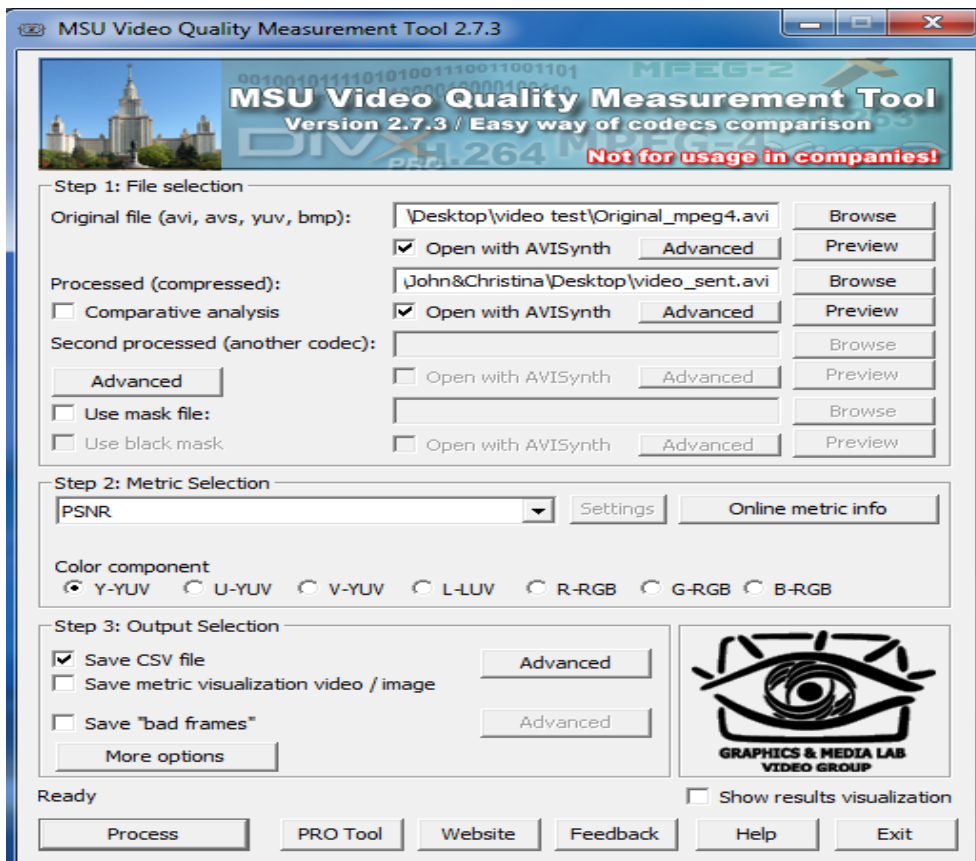 MSU Video Quality Measurement Tool 2.7.3
MSU Video Quality Measurement Tool
Version 2.7.3 / Easy way of codecs comparison
Not for usage in companies!
Step 1: File selection
Original file (avi, avs, yuv, bmp): \Desktop\video test\Original_mpeg4.avi Browse
Open with AVISynth Advanced Preview
Processed (compressed): \John&Christina\Desktop\video_sent.avi Browse
Comparative analysis Open with AVISynth Advanced Preview
Second processed (another codec): Browse
Advanced Open with AVISynth Advanced Preview
Use mask file: Browse
Use black mask Open with AVISynth Advanced Preview
Step 2: Metric Selection
PSNR Settings Online metric info
Color component
Y-YUV U-YUV V-YUV L-LUV R-RGB G-RGB B-RGB
Step 3: Output Selection
Save CSV file Advanced
Save metric visualization video / image
Save "bad frames" Advanced
More options
GRAPHICS & MEDIA LAB
VIDEO GROUP
Ready Show results visualization
Process PRO Tool Website Feedback Help Exit